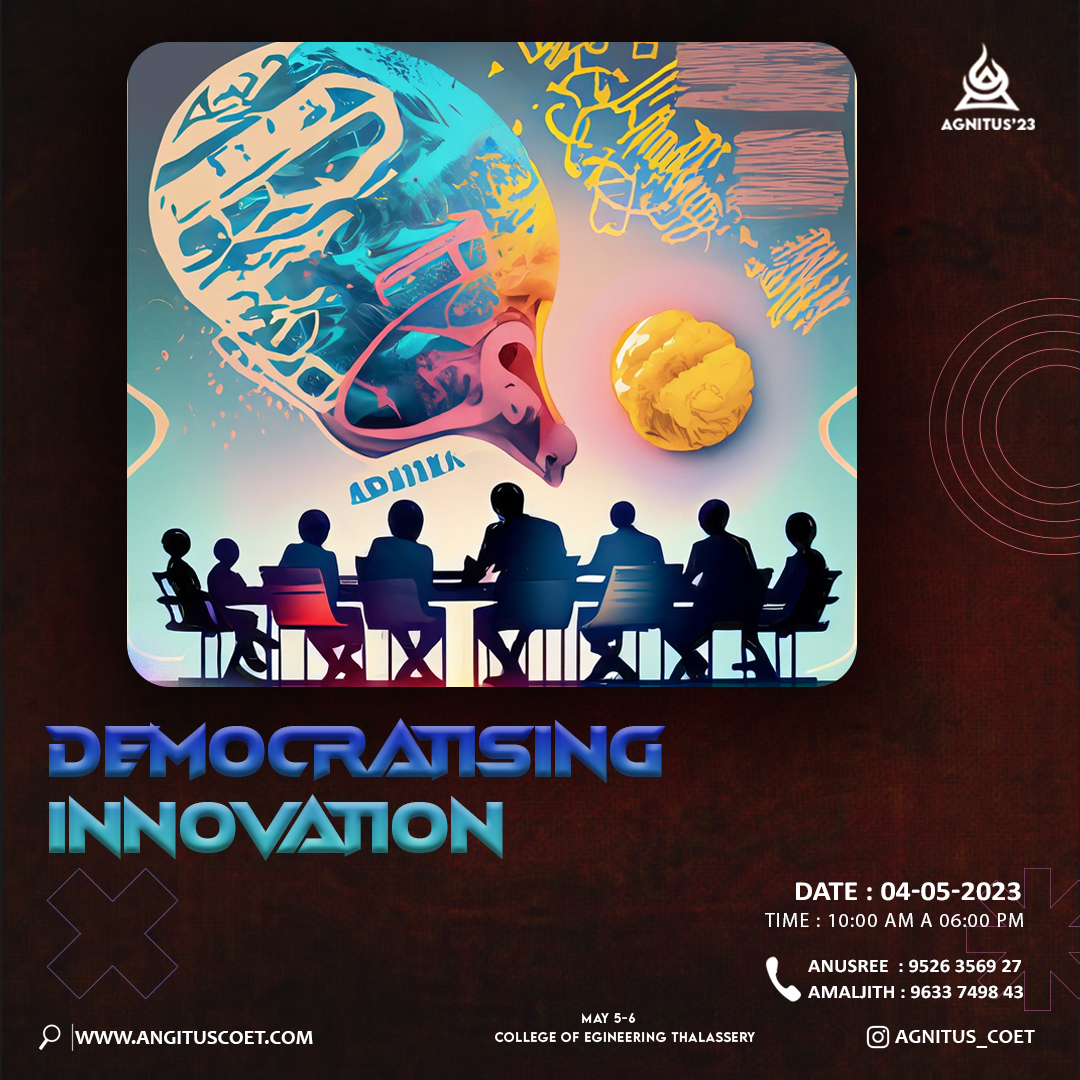 AGNITUS'23
DEMOCRATISING
INNOVATION
DATE : 04-05-2023
TIME : 10:00 AM A 06:00 PM
ANUSREE : 9526 3569 27
AMALJITH : 9633 7498 43
MAY 5-6
WWW.ANGITUSCOET.COM
COLLEGE OF EGINEERING THALASSERY
AGNITUS_COET